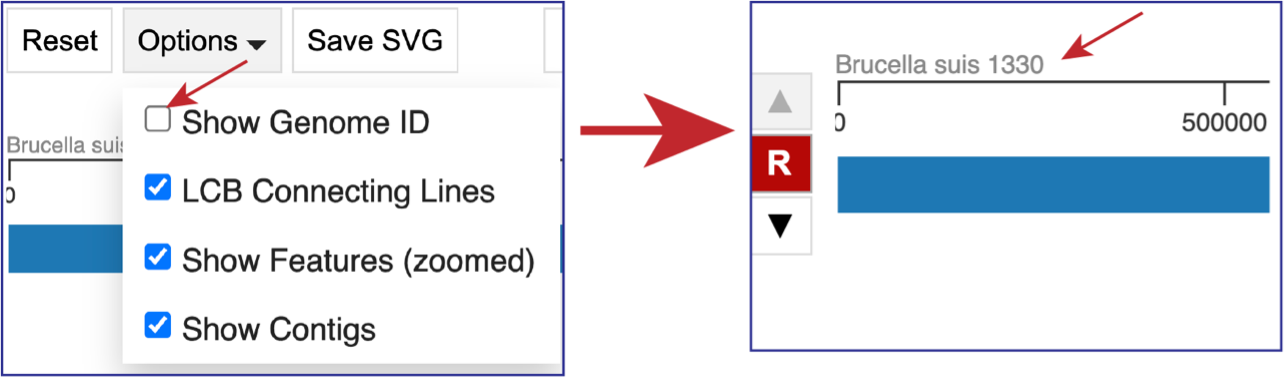 Reset
Options
Save SVG
Show Genome ID
Brucella suis
0
LCB Connecting Lines
Show Features (zoomed)
Show Contigs
Brucella suis 1330
0
500000
R